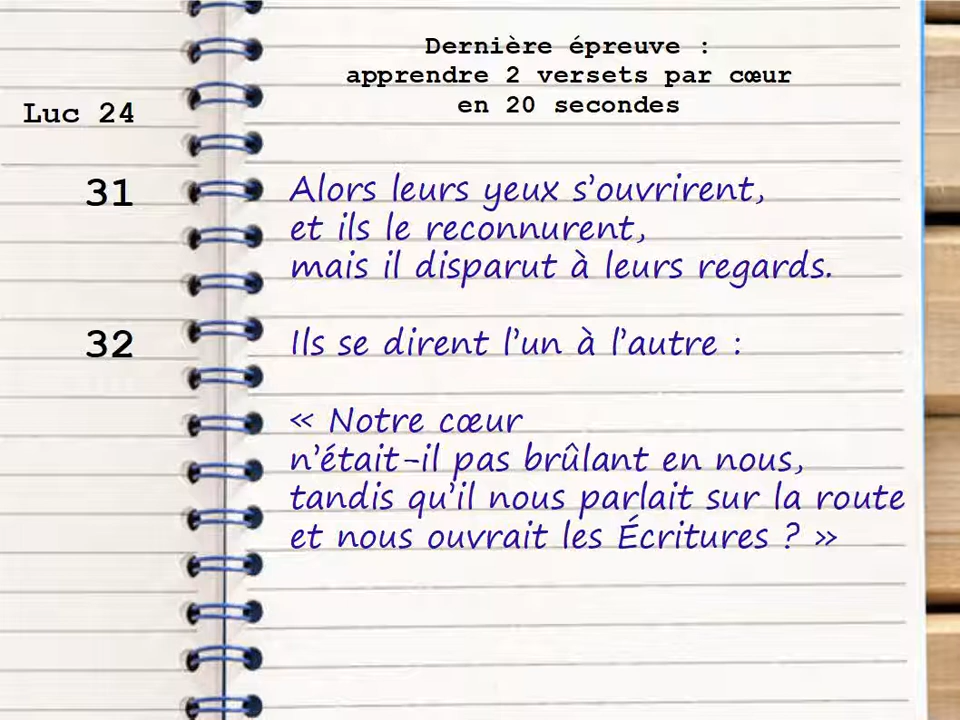 Dernière épreuve :
apprendre 2 versets par cœur
en 20 secondes
Luc 24
31
Alors leurs yeux s’ouvrirent,
et ils le reconnurent,
mais il disparut à leurs regards.
32
Ils se dirent l’un à l’autre :
« Notre cœur
n’était-il pas brûlant en nous,
tandis qu’il nous parlait sur la route
et nous ouvrait les Écritures ? »